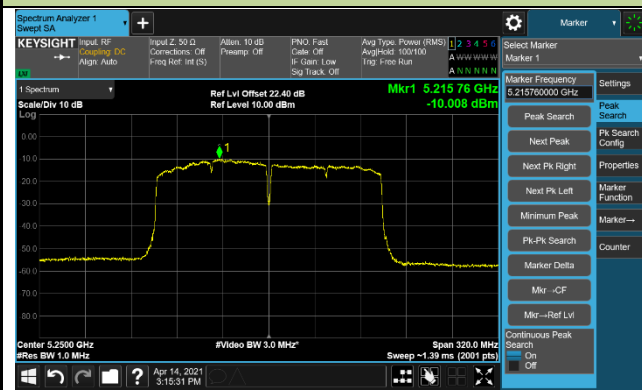 Spectrum Analyzer 1
Swept SA
Marker
KEYSIGHT
Input: RF
Coupling: DC
Align: Auto
Input Z: 50 Ω
Corrections: Off
Freq Ref: Int (S)
Atten: 10 dB
Preamp: Off
PNO: Fast
Gate: Off
IF Gain: Low
Sig Track: Off
Avg Type: Power (RMS)
Avg|Hold: 100/100
Trig: Free Run
1 2 3 4 5 6
A W W W W W
A N N N N N
LXI
Select Marker
Marker 1
1 Spectrum
Scale/Div 10 dB
Log
Ref Lvl Offset 22.40 dB
Ref Level 10.00 dBm
Mkr1 5.215 76 GHz
-10.008 dBm
0.00
-10.0
-20.0
-30.0
-40.0
-50.0
-60.0
-70.0
-80.0
1
Center 5.2500 GHz
#Res BW 1.0 MHz
#Video BW 3.0 MHz*
Span 320.0 MHz
Sweep ~1.39 ms (2001 pts)
Marker Frequency
5.215760000 GHz
Peak Search
Next Peak
Next Pk Right
Next Pk Left
Minimum Peak
Pk-Pk Search
Marker Delta
Mkr→CF
Mkr→Ref Lvl
Continuous Peak
Search
On
Off
Settings
Peak
Search
Pk Search
Config
Properties
Marker
Function
Marker→
Counter
Apr 14, 2021
3:15:31 PM